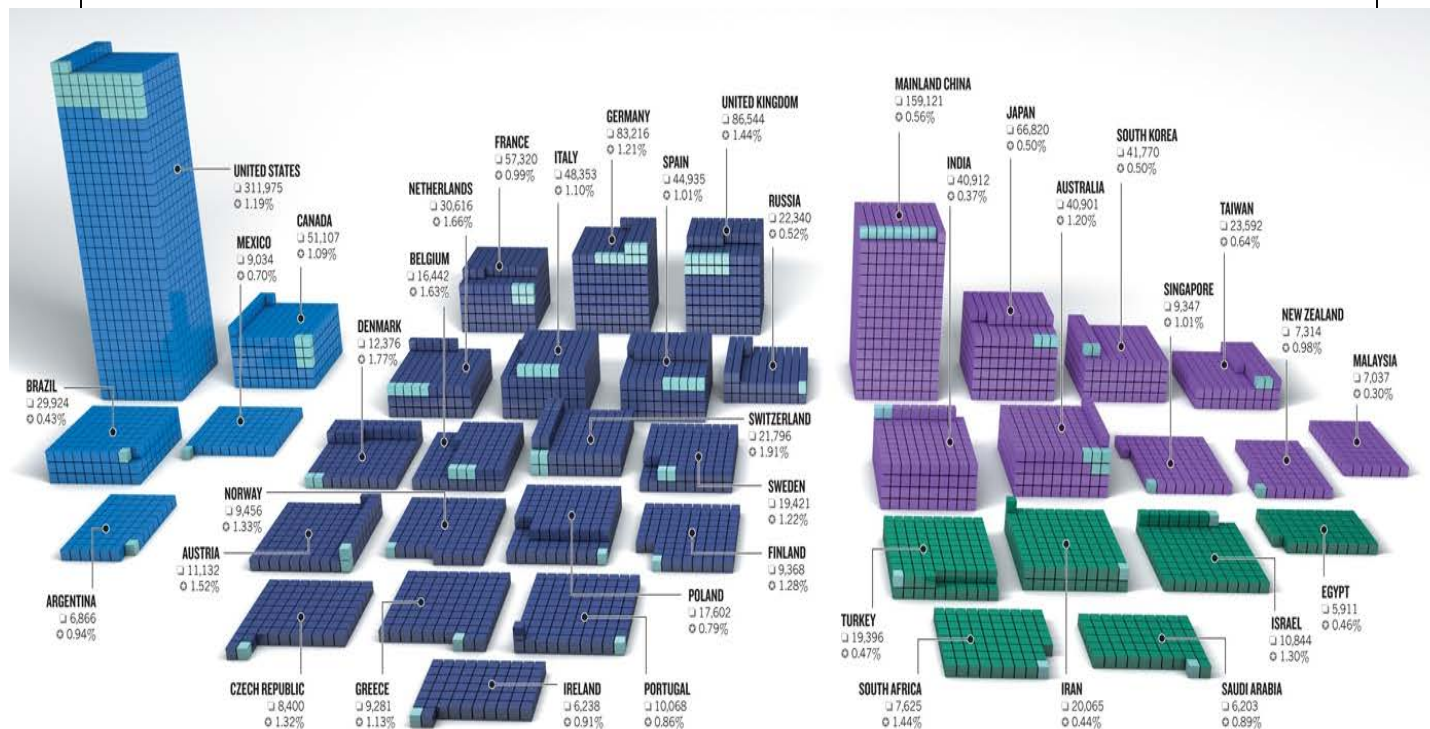 UNITED STATES
311,975
1.19%
CANADA
51,107
1.09%
MEXICO
9,034
0.70%
BRAZIL
29,924
0.43%
ARGENTINA
6,866
0.94%
FRANCE
57,320
0.99%
GERMANY
83,216
1.21%
UNITED KINGDOM
86,544
1.44%
ITALY
48,353
1.10%
SPAIN
44,935
1.01%
NETHERLANDS
30,616
1.66%
RUSSIA
22,340
0.52%
BELGIUM
16,442
1.63%
DENMARK
12,376
1.77%
SWITZERLAND
21,796
1.91%
SWEDEN
19,421
1.22%
NORWAY
9,456
1.33%
AUSTRIA
11,132
1.52%
FINLAND
9,368
1.28%
POLAND
17,602
0.79%
CZECH REPUBLIC
8,400
1.32%
GREECE
9,281
1.13%
IRELAND
6,238
0.91%
PORTUGAL
10,068
0.86%
MAINLAND CHINA
159,121
0.56%
JAPAN
66,820
0.50%
SOUTH KOREA
41,770
0.50%
INDIA
40,912
0.37%
AUSTRALIA
40,901
1.20%
TAIWAN
23,592
0.64%
SINGAPORE
9,347
1.01%
NEW ZEALAND
7,314
0.98%
MALAYSIA
7,037
0.30%
TURKEY
19,396
0.47%
EGYPT
5,911
0.46%
ISRAEL
10,844
1.30%
SOUTH AFRICA
7,625
1.44%
IRAN
20,065
0.44%
SAUDI ARABIA
6,203
0.89%